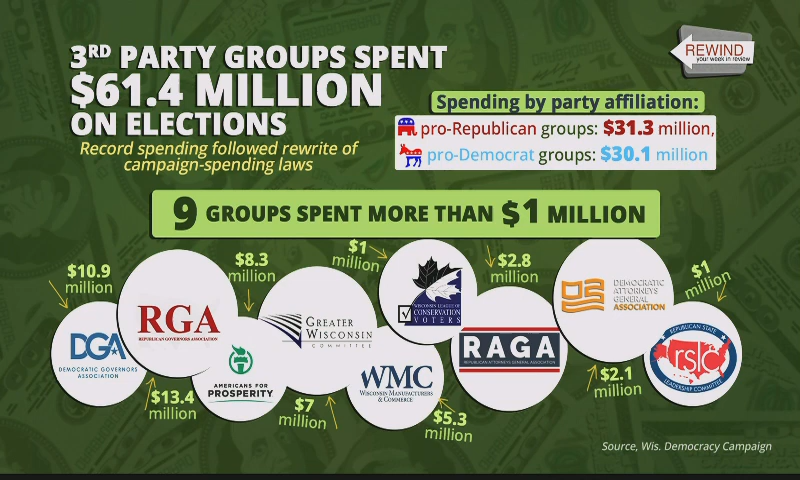 3RD PARTY GROUPS SPENT
$61.4 MILLION
ON ELECTIONS
Record spending followed rewrite of
campaign-spending laws
REWIND
your week in review
Spending by party affiliation:
pro-Republican groups: $31.3 million,
pro-Democrat groups: $30.1 million
9 GROUPS SPENT MORE THAN $1 MILLION
$10.9
million
DGA
DEMOCRATIC GOVERNORS
ASSOCIATION
RGA
REPUBLICAN GOVERNORS ASSOCIATION
$13.4
million
$8.3
million
AMERICANS FOR
PROSPERITY
GREATER
WISCONSIN
COMMITTEE
$7
million
$1
million
WISCONSIN LEAGUE OF
CONSERVATION
VOTERS
WMC
WISCONSIN MANUFACTURERS
& COMMERCE
$5.3
million
$2.8
million
RAGA
REPUBLICAN ATTORNEYS GENERAL ASSOCIATION
DEMOCRATIC
ATTORNEYS
GENERAL
ASSOCIATION
$2.1
million
$1
million
REPUBLICAN STATE
rslc
LEADERSHIP COMMITTEE
Source, Wis. Democracy Campaign